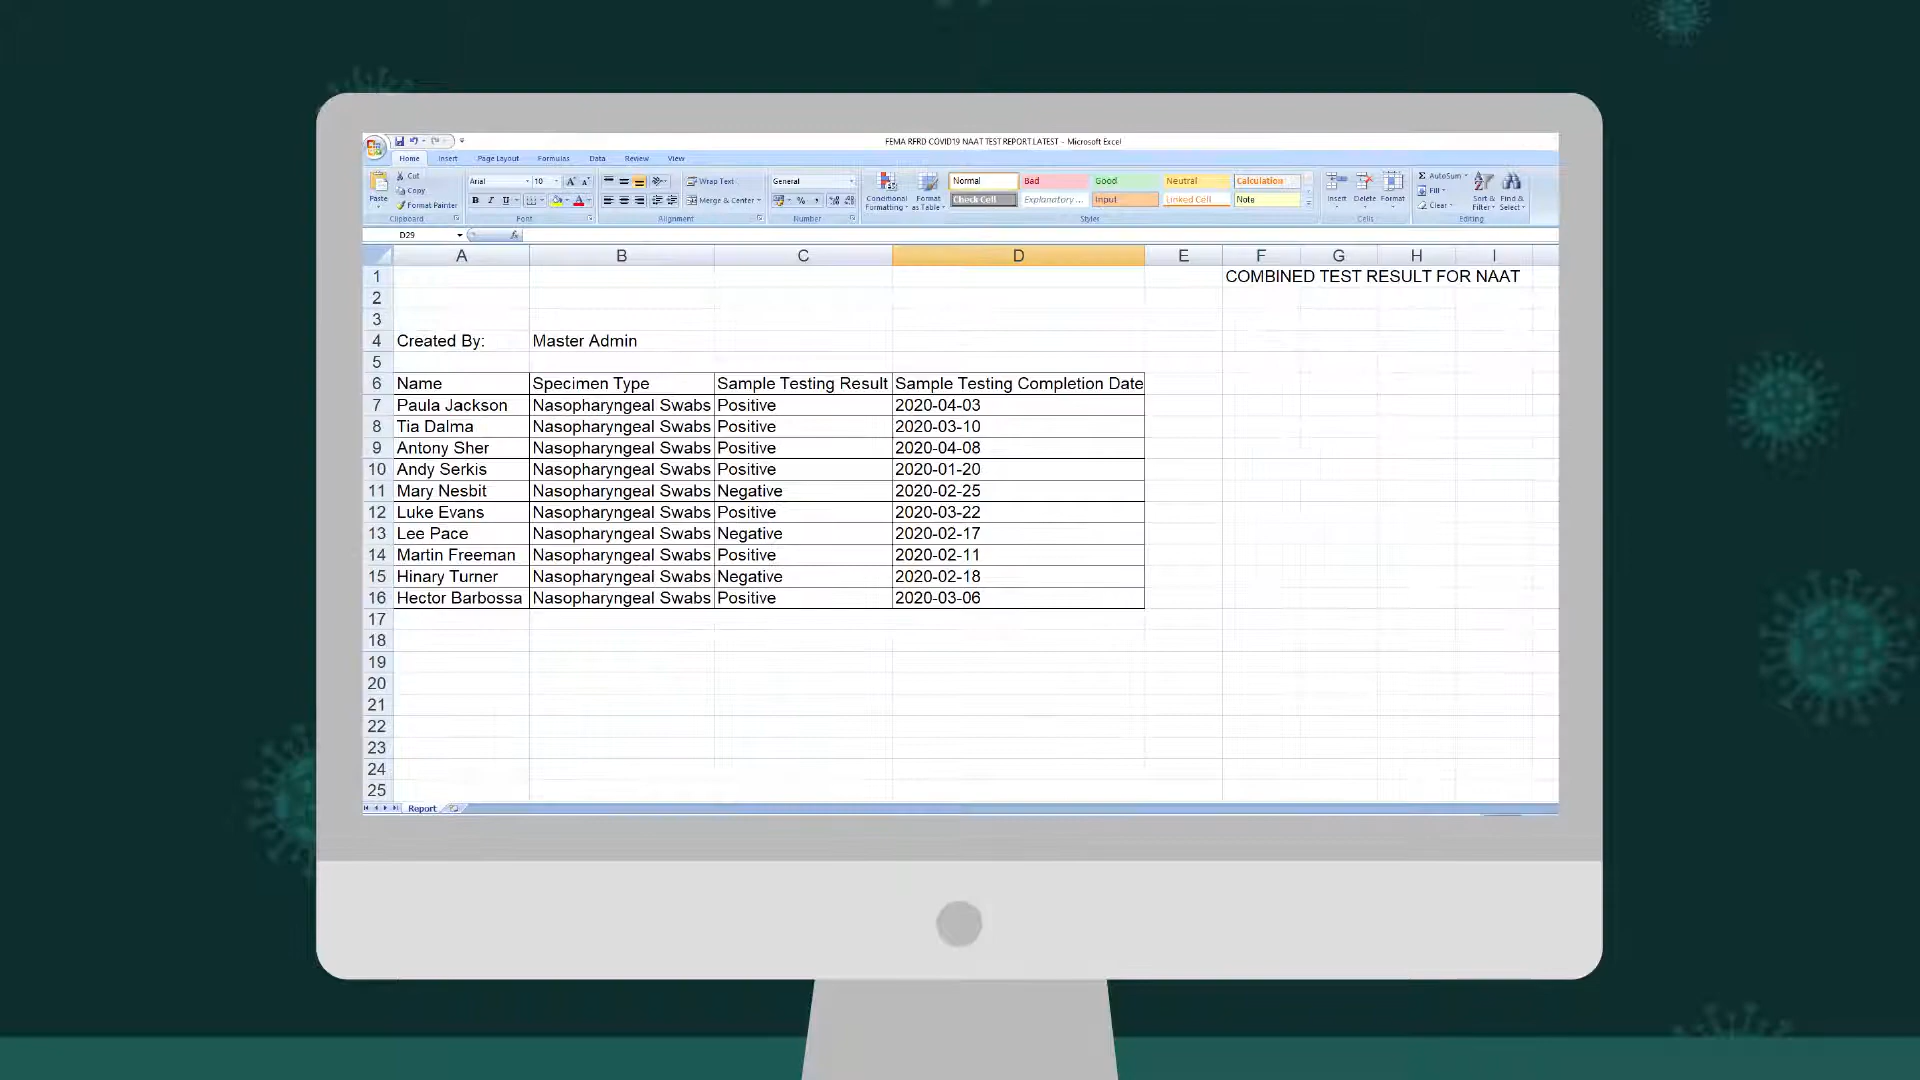 FEMA RFRD COVID19 NAAT TEST REPORT LATEST - Microsoft Excel
Home Insert Page Layout Formulas Data Review View
Paste Cut Copy Format Painter Clipboard
Arial 10 Font
Wrap Text Merge & Center Alignment
General Number
Conditional Formatting Format as Table
Normal Bad Good Neutral Calculation
Check Cell Explanatory... Input Linked Cell Note
Styles
Insert Delete Format Cells
AutoSum Fill Clear Sort & Filter Find & Select Editing
D29 fx
A B C D E F G H I
1 COMBINED TEST RESULT FOR NAAT
2
3
4 Created By: Master Admin
5
6 Name Specimen Type Sample Testing Result Sample Testing Completion Date
7 Paula Jackson Nasopharyngeal Swabs Positive 2020-04-03
8 Tia Dalma Nasopharyngeal Swabs Positive 2020-03-10
9 Antony Sher Nasopharyngeal Swabs Positive 2020-04-08
10 Andy Serkis Nasopharyngeal Swabs Positive 2020-01-20
11 Mary Nesbit Nasopharyngeal Swabs Negative 2020-02-25
12 Luke Evans Nasopharyngeal Swabs Positive 2020-03-22
13 Lee Pace Nasopharyngeal Swabs Negative 2020-02-17
14 Martin Freeman Nasopharyngeal Swabs Positive 2020-02-11
15 Hinary Turner Nasopharyngeal Swabs Negative 2020-02-18
16 Hector Barbossa Nasopharyngeal Swabs Positive 2020-03-06
17
18
19
20
21
22
23
24
25
Report